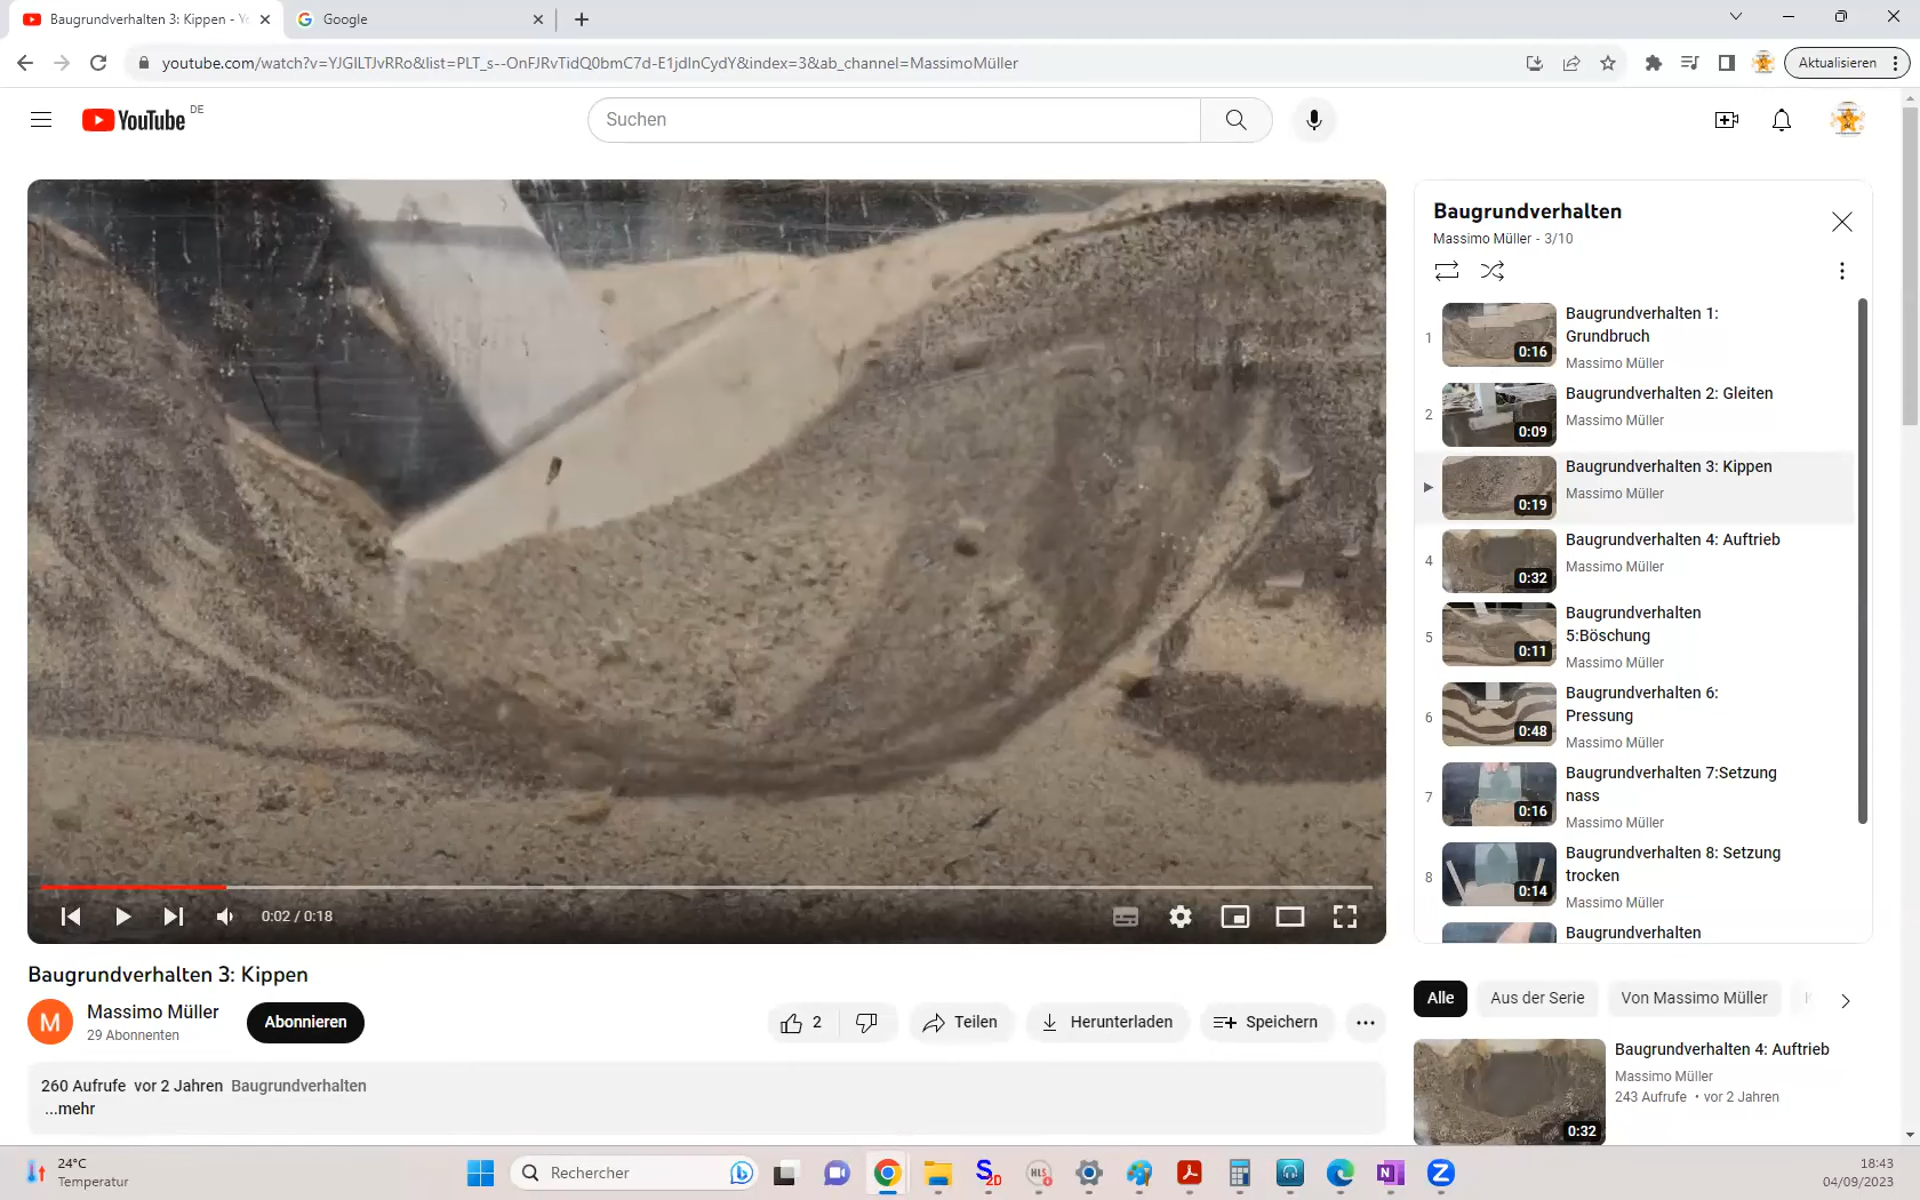 Baugrundverhalten 3: Kippen - Yo
Google
youtube.com/watch?v=YJGILTJvRRo&list=PLT_s--OnFJRvTidQ0bmC7d-E1jdInCydY&index=3&ab_channel=MassimoMüller
Aktualisieren
YouTube DE
Suchen
Baugrundverhalten
Massimo Müller - 3/10
1
0:16
Baugrundverhalten 1:
Grundbruch
Massimo Müller
2
0:09
Baugrundverhalten 2: Gleiten
Massimo Müller
0:19
Baugrundverhalten 3: Kippen
Massimo Müller
4
0:32
Baugrundverhalten 4: Auftrieb
Massimo Müller
5
0:11
Baugrundverhalten
5:Böschung
Massimo Müller
6
0:48
Baugrundverhalten 6:
Pressung
Massimo Müller
7
0:16
Baugrundverhalten 7:Setzung
nass
Massimo Müller
8
0:14
Baugrundverhalten 8: Setzung
trocken
Massimo Müller
Baugrundverhalten
0:02 / 0:18
Baugrundverhalten 3: Kippen
M
Massimo Müller
29 Abonnenten
Abonnieren
2
Teilen
Herunterladen
Speichern
260 Aufrufe vor 2 Jahren Baugrundverhalten
...mehr
Alle
Aus der Serie
Von Massimo Müller
0:32
Baugrundverhalten 4: Auftrieb
Massimo Müller
243 Aufrufe • vor 2 Jahren
24°C
Temperatur
Rechercher
S 2D
HLS
N
Z
18:43
04/09/2023